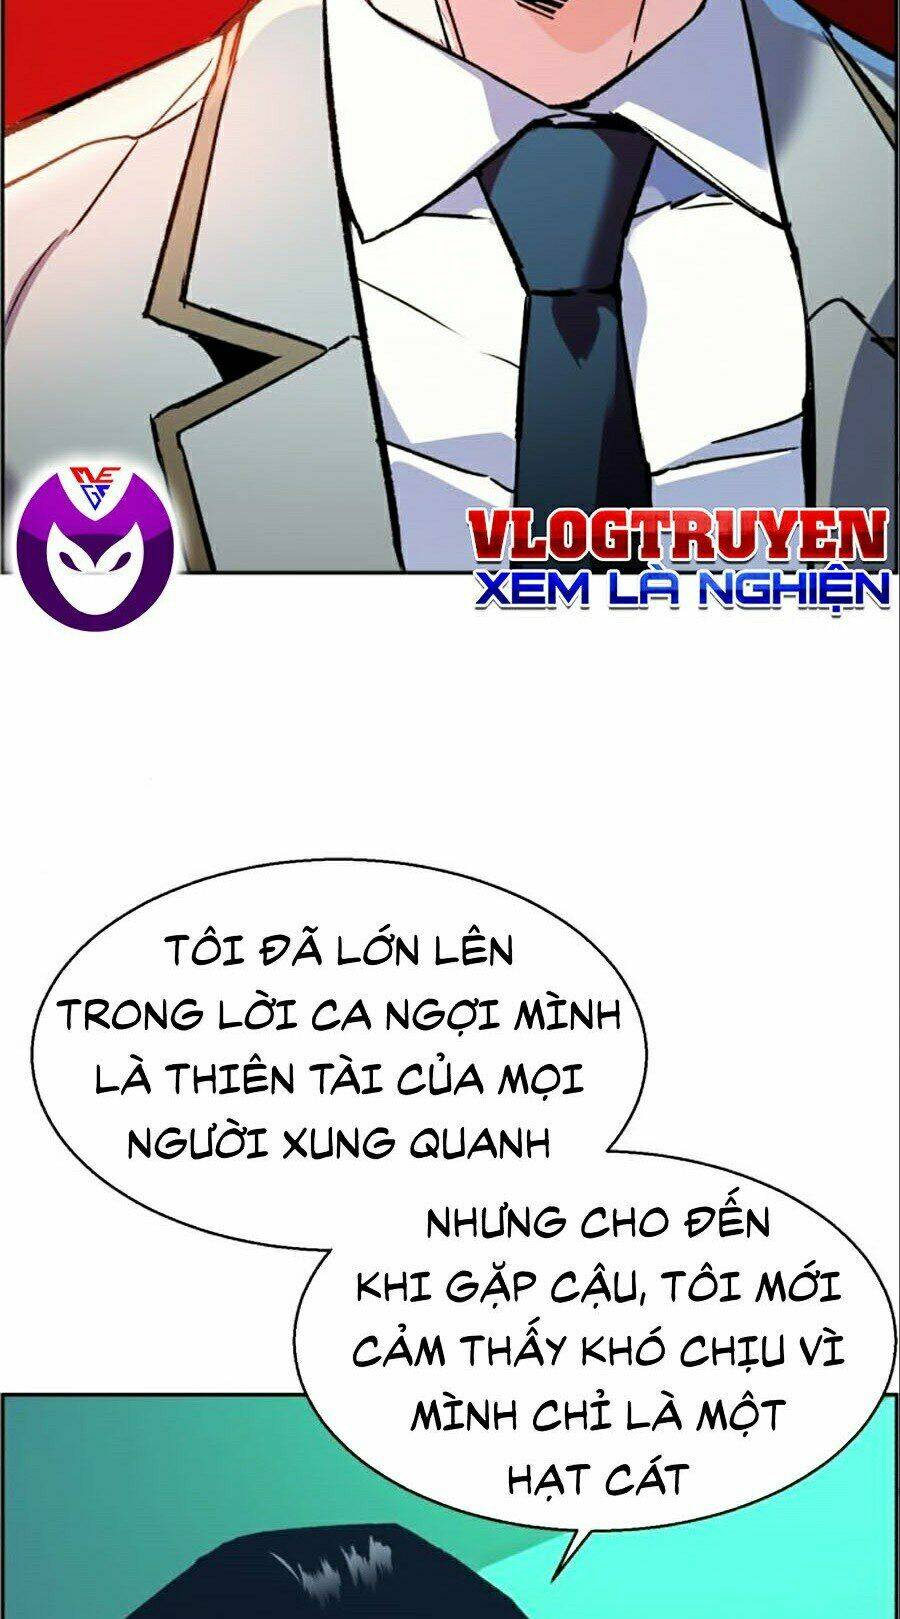 ME
GF
VLOGTRUYEN
XEM LÀ NGHIỆN
TÔI ĐÃ LỚN LÊN
TRONG LỜI CA NGỢI MÌNH
LÀ THIÊN TÀI CỦA MỌI
NGƯỜI XUNG QUANH
NHƯNG CHO ĐẾN
KHI GẶP CẬU, TÔI MỚI
CẢM THẤY KHÓ CHỊU VÌ
MÌNH CHỈ LÀ MỘT
HẠT CÁT